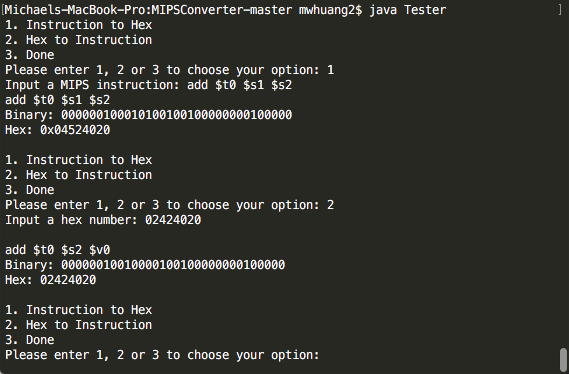 [Michaels-MacBook-Pro:MIPSConverter-master mwhuang2$ java Tester ]
1. Instruction to Hex
2. Hex to Instruction
3. Done
Please enter 1, 2 or 3 to choose your option: 1
Input a MIPS instruction: add $t0 $s1 $s2
add $t0 $s1 $s2
Binary: 00000010001010010010000000100000
Hex: 0x04524020
1. Instruction to Hex
2. Hex to Instruction
3. Done
Please enter 1, 2 or 3 to choose your option: 2
Input a hex number: 02424020
add $t0 $s2 $v0
Binary: 00000010010000100100000000100000
Hex: 02424020
1. Instruction to Hex
2. Hex to Instruction
3. Done
Please enter 1, 2 or 3 to choose your option: